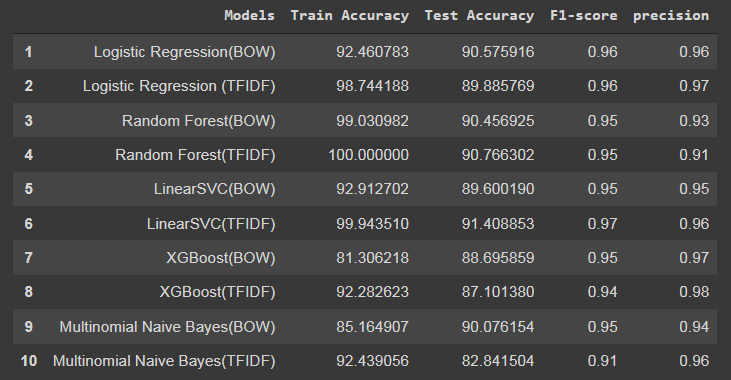 Models Train Accuracy Test Accuracy F1-score precision
1 Logistic Regression(BOW) 92.460783 90.575916 0.96 0.96
2 Logistic Regression (TFIDF) 98.744188 89.885769 0.96 0.97
3 Random Forest(BOW) 99.030982 90.456925 0.95 0.93
4 Random Forest(TFIDF) 100.000000 90.766302 0.95 0.91
5 LinearSVC(BOW) 92.912702 89.600190 0.95 0.95
6 LinearSVC(TFIDF) 99.943510 91.408853 0.97 0.96
7 XGBoost(BOW) 81.306218 88.695859 0.95 0.97
8 XGBoost(TFIDF) 92.282623 87.101380 0.94 0.98
9 Multinomial Naive Bayes(BOW) 85.164907 90.076154 0.95 0.94
10 Multinomial Naive Bayes(TFIDF) 92.439056 82.841504 0.91 0.96